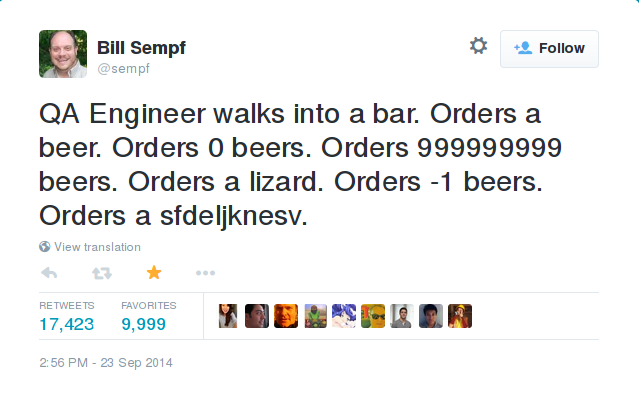 Bill Sempf
@sempf
Follow
QA Engineer walks into a bar. Orders a
beer. Orders 0 beers. Orders 999999999
beers. Orders a lizard. Orders -1 beers.
Orders a sfdeljknesv.
View translation
RETWEETS FAVORITES
17,423 9,999
2:56 PM - 23 Sep 2014